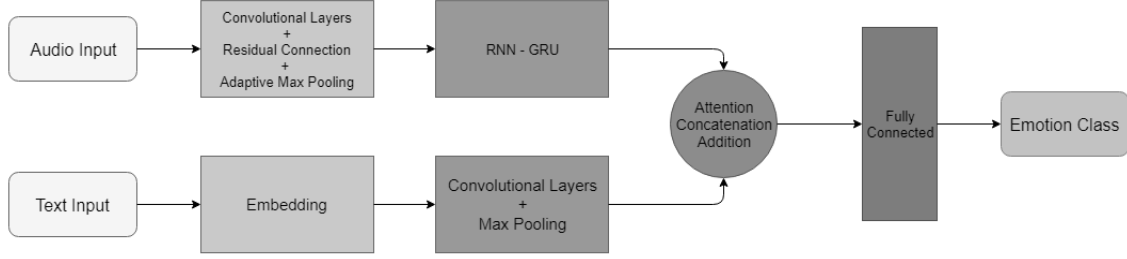 Audio Input
Convolutional Layers
+
Residual Connection
+
Adaptive Max Pooling
RNN - GRU
Text Input
Embedding
Convolutional Layers
+
Max Pooling
Attention
Concatenation
Addition
Fully
Connected
Emotion Class